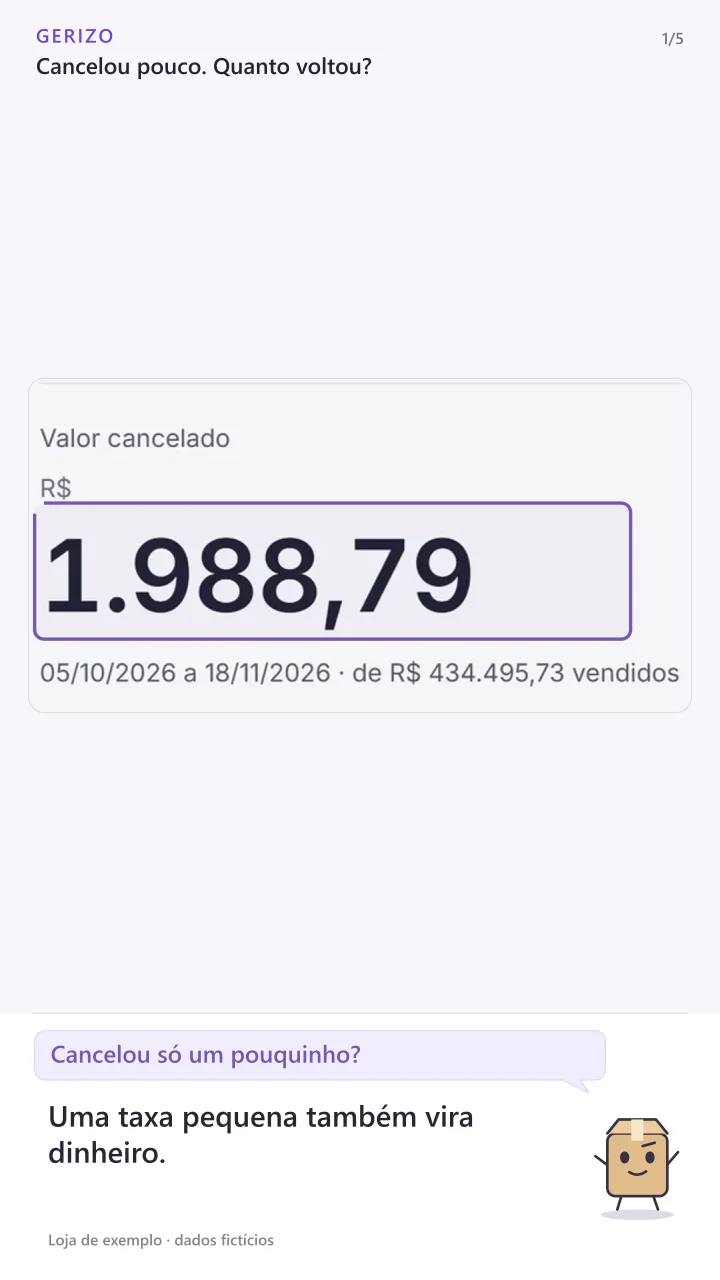 GERIZO
1/5
Cancelou pouco. Quanto voltou?
Valor cancelado
R$
1.988,79
05/10/2026 a 18/11/2026 · de R$ 434.495,73 vendidos
Cancelou só um pouquinho?
Uma taxa pequena também vira
dinheiro.
Loja de exemplo · dados fictícios